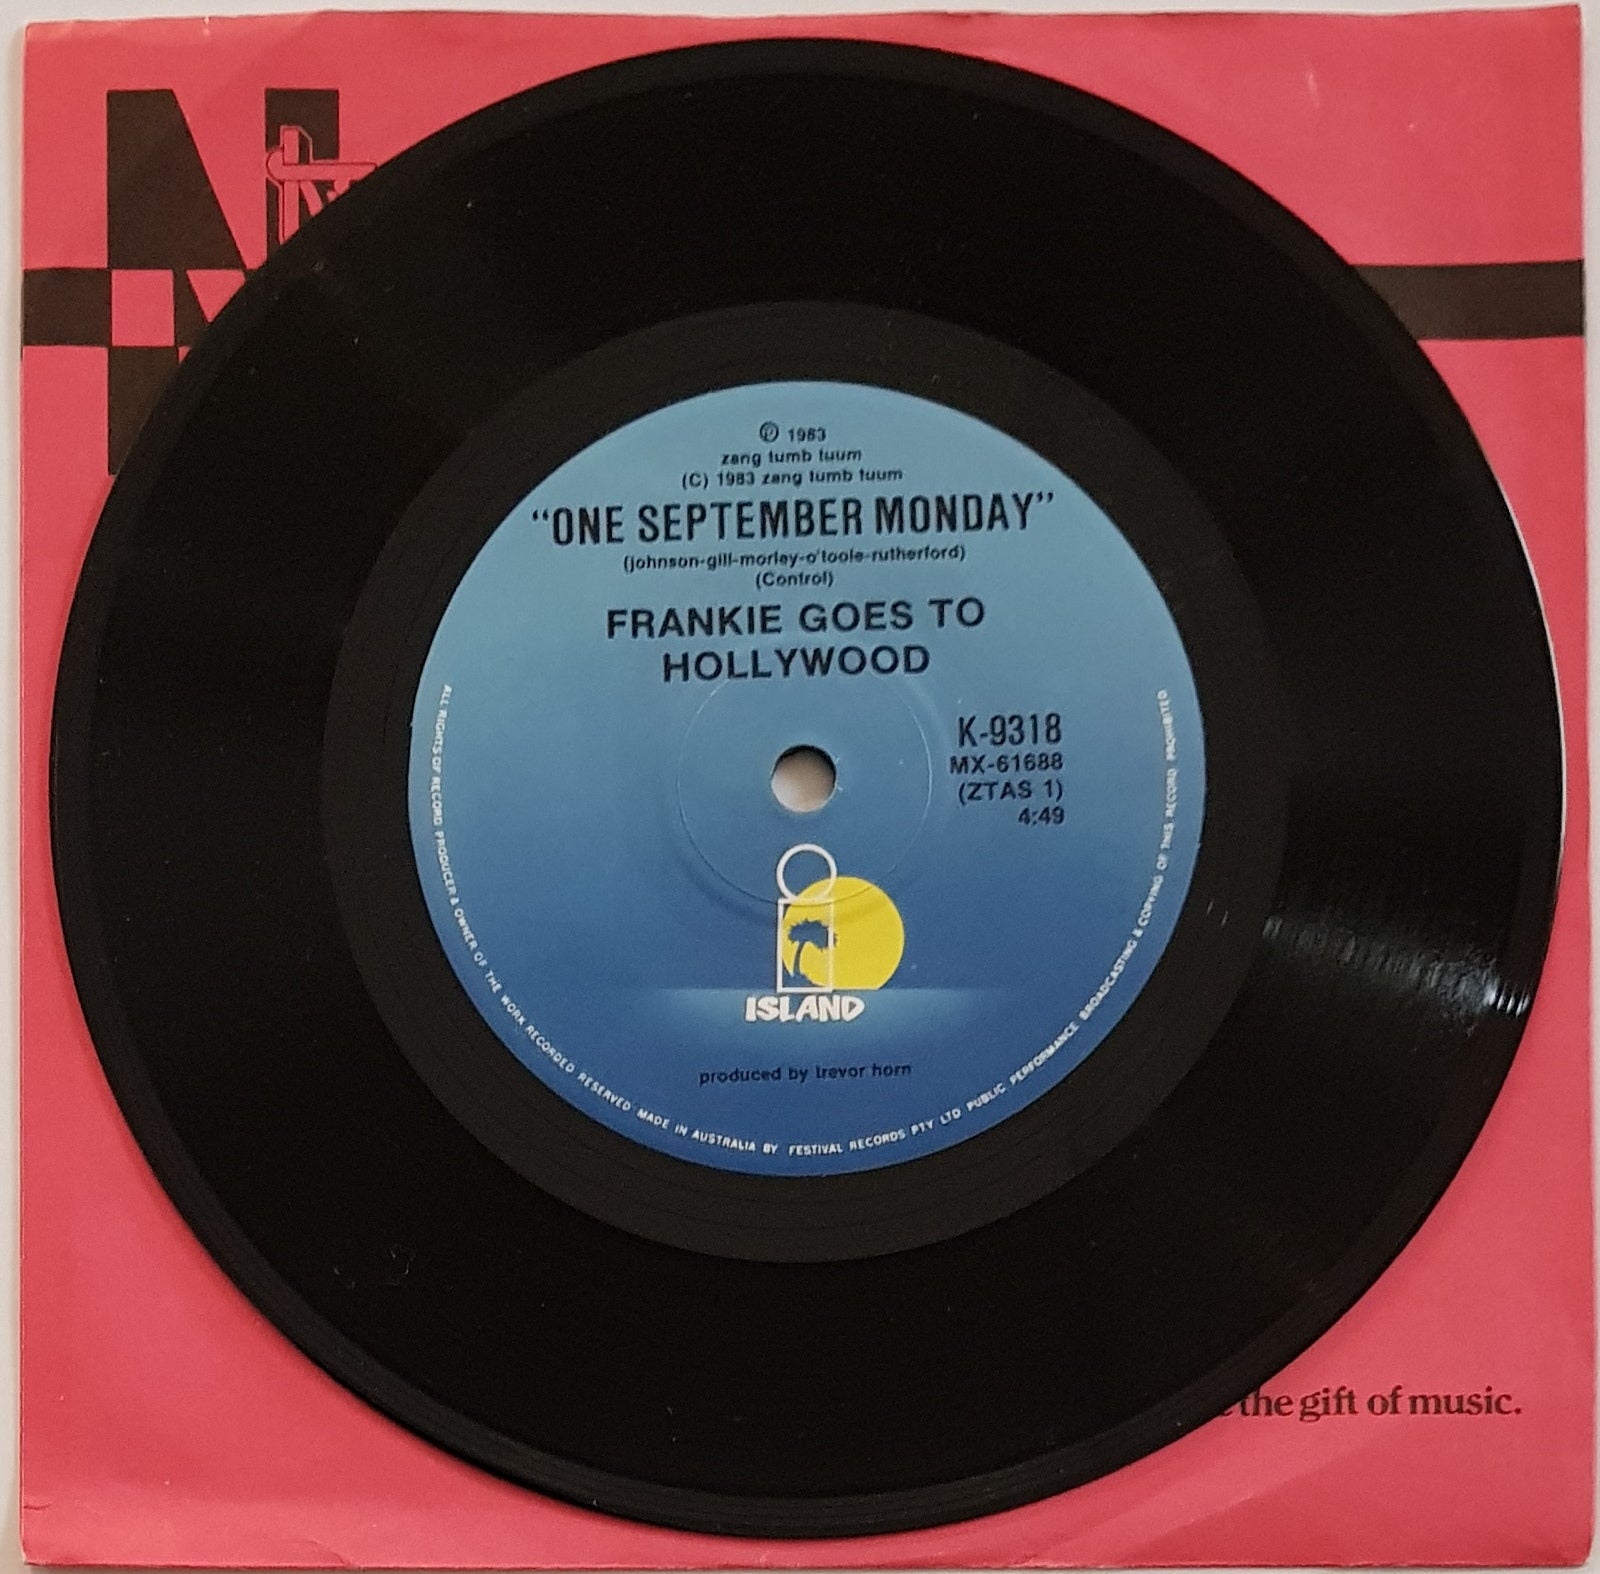 ℗ 1983
zang tumb tuum
(C) 1983 zang tumb tuum
"ONE SEPTEMBER MONDAY"
(johnson-gill-morley-o'toole-rutherford)
(Control)
FRANKIE GOES TO
HOLLYWOOD
K-9318
MX-61688
(ZTAS 1)
4:49
ISLAND
produced by trevor horn
ALL RIGHTS OF RECORD PRODUCER & OWNER OF THE WORK RECORDED RESERVED MADE IN AUSTRALIA BY FESTIVAL RECORDS PTY LTD PUBLIC PERFORMANCE BROADCASTING & COPYING OF THIS RECORD PROHIBITED
the gift of music.